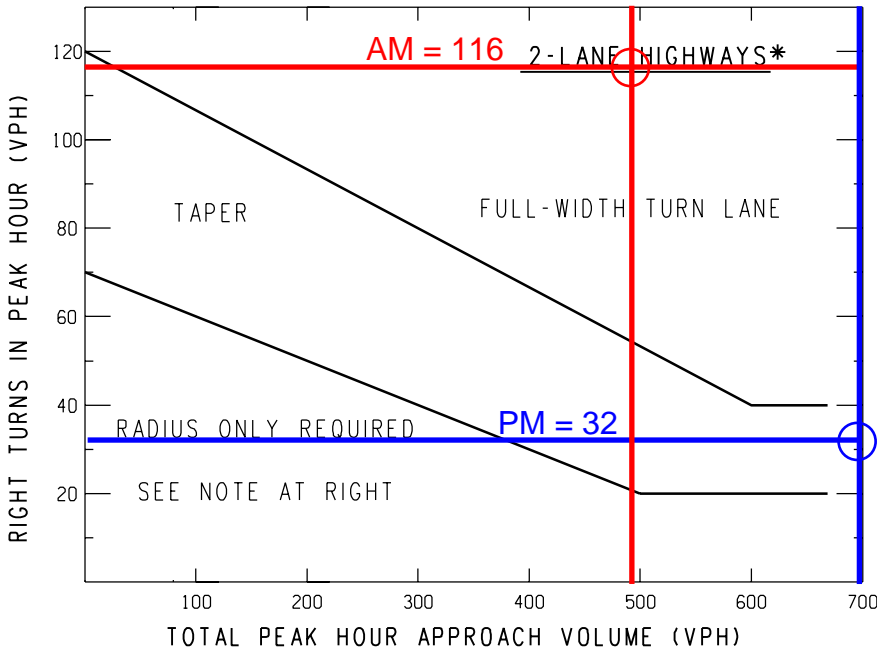 120
AM = 116
2-LANE HIGHWAYS*
100
TAPER
FULL-WIDTH TURN LANE
80
60
40
RADIUS ONLY REQUIRED
PM = 32
20
SEE NOTE AT RIGHT
RIGHT TURNS IN PEAK HOUR (VPH)
100 200 300 400 500 600 700
TOTAL PEAK HOUR APPROACH VOLUME (VPH)